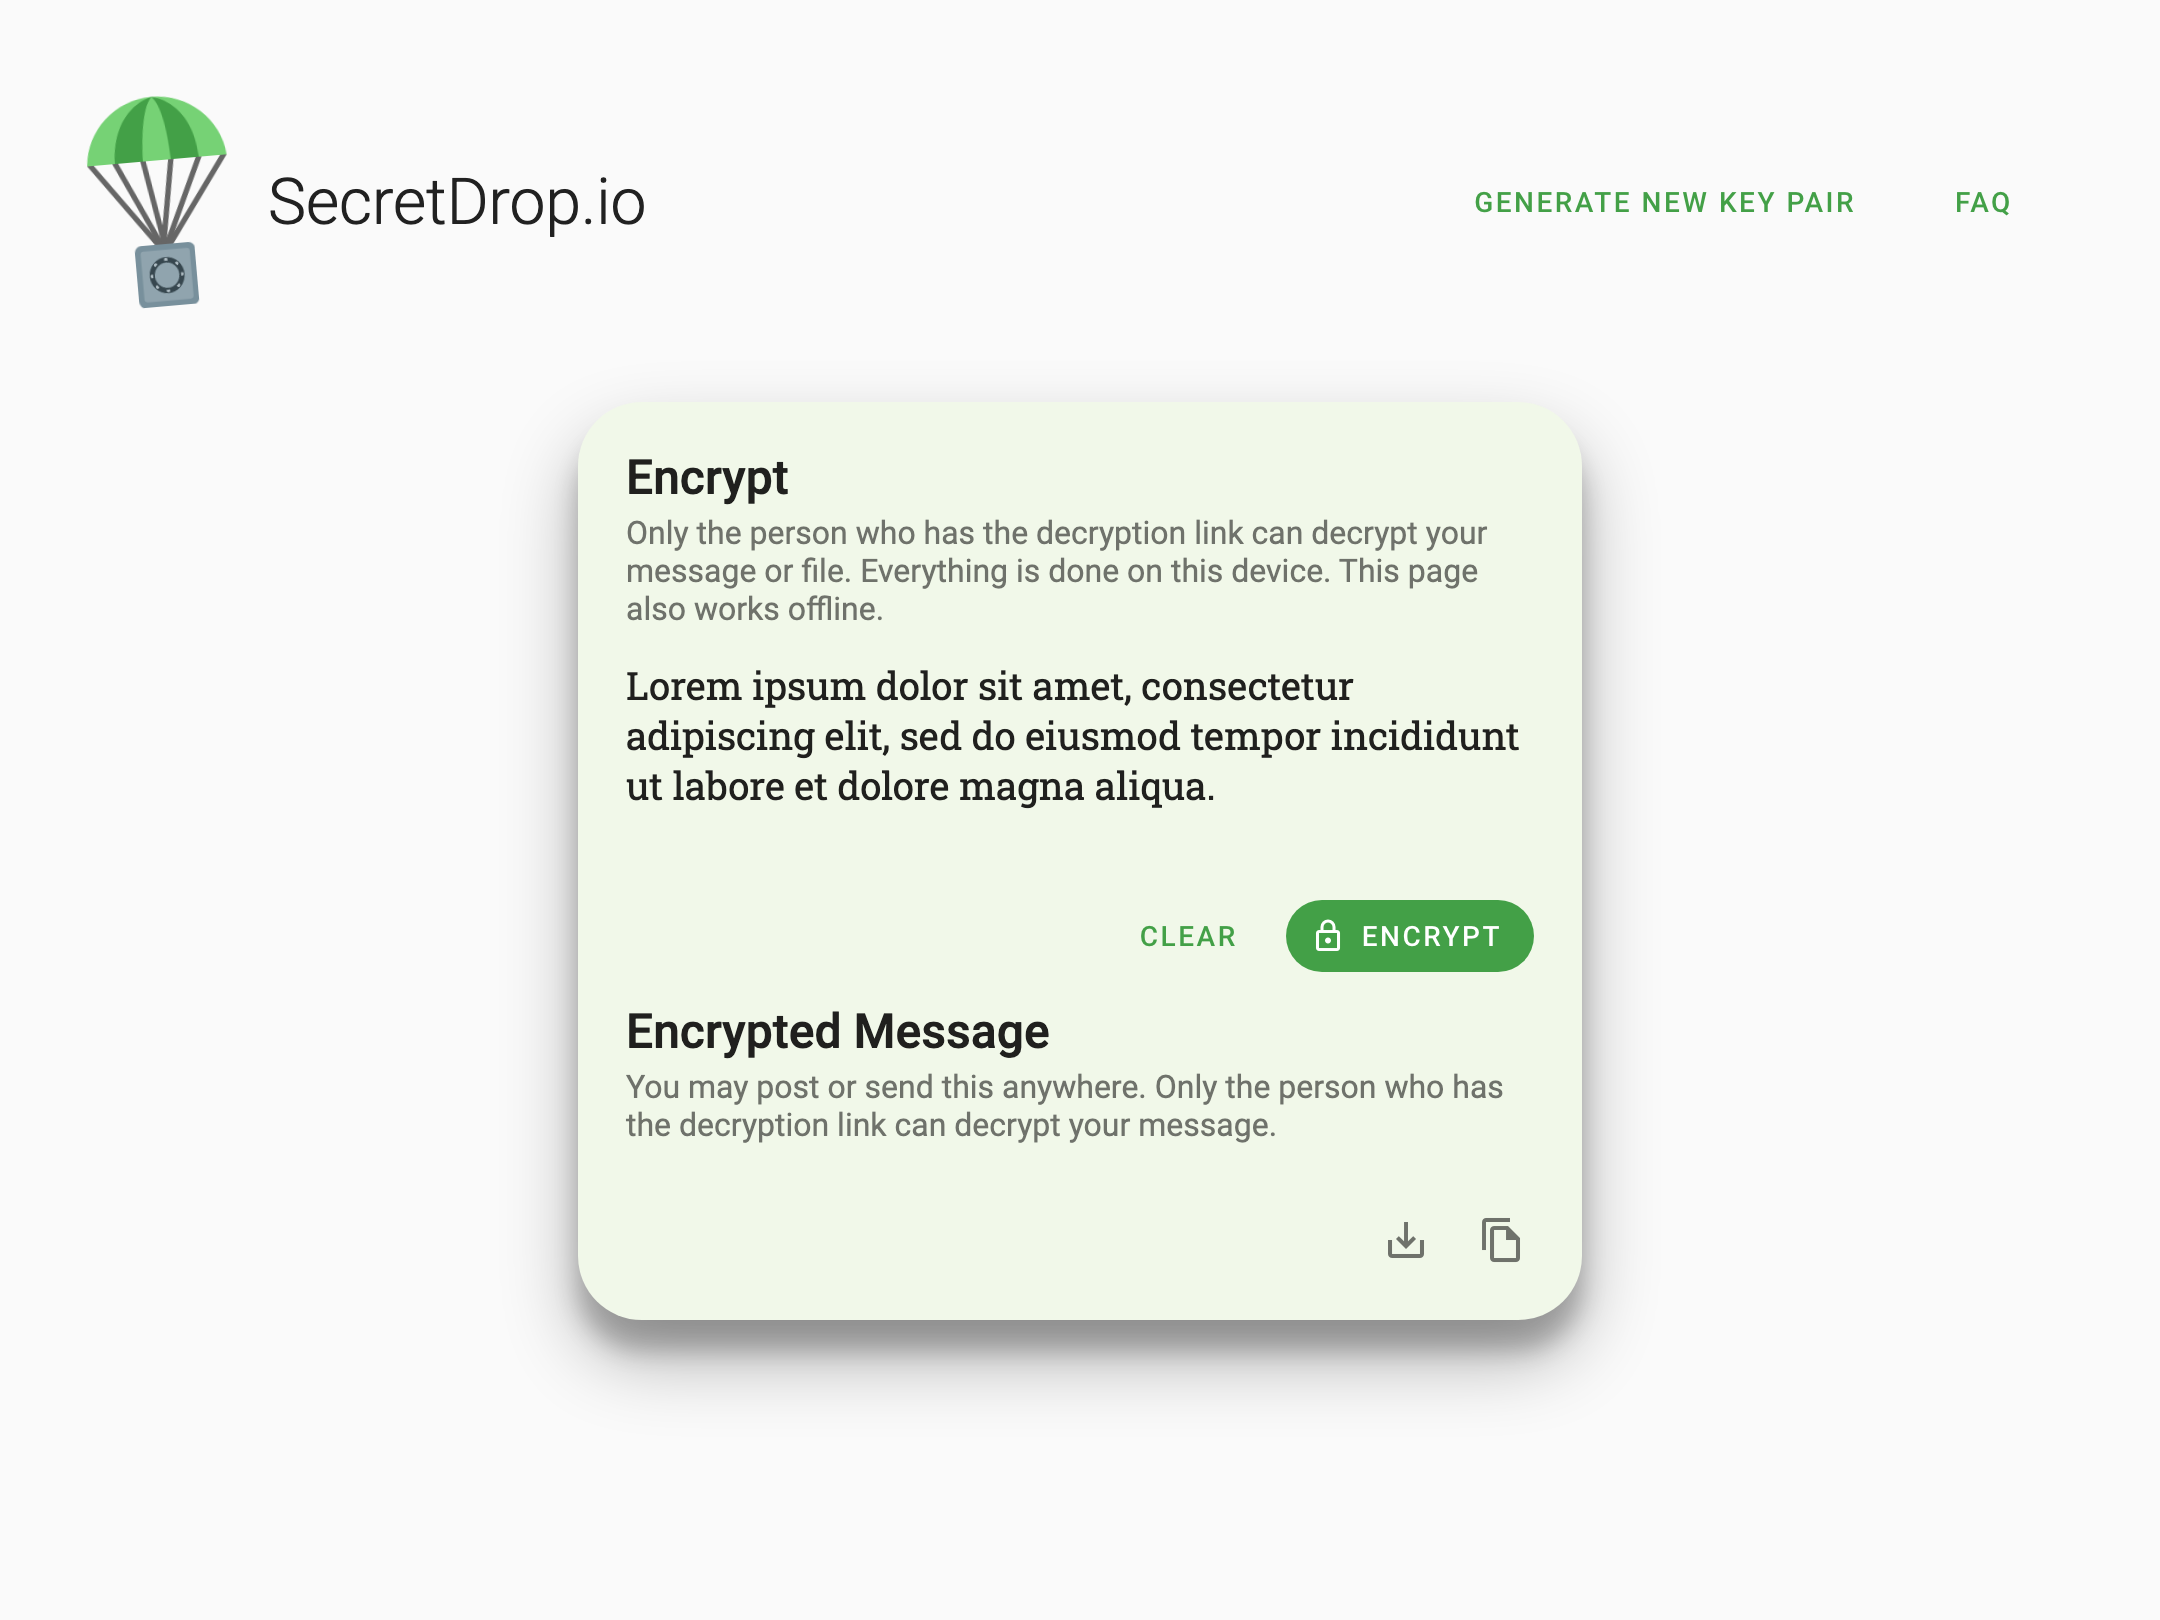 SecretDrop.io
GENERATE NEW KEY PAIR
FAQ
Encrypt
Only the person who has the decryption link can decrypt your
message or file. Everything is done on this device. This page
also works offline.
Lorem ipsum dolor sit amet, consectetur
adipiscing elit, sed do eiusmod tempor incididunt
ut labore et dolore magna aliqua.
CLEAR
ENCRYPT
Encrypted Message
You may post or send this anywhere. Only the person who has
the decryption link can decrypt your message.